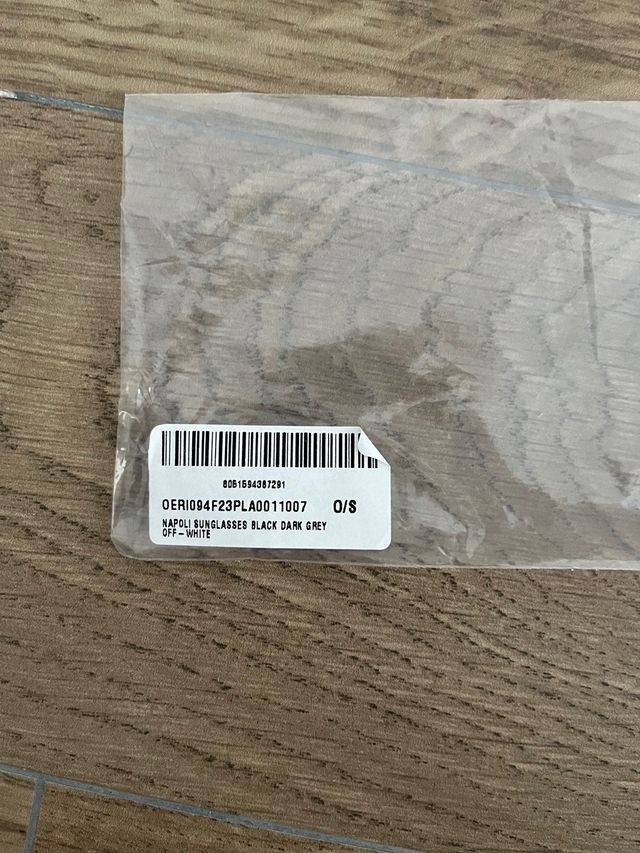 8051594387291
OERI094F23PLA0011007 O/S
NAPOLI SUNGLASSES BLACK DARK GREY
OFF-WHITE